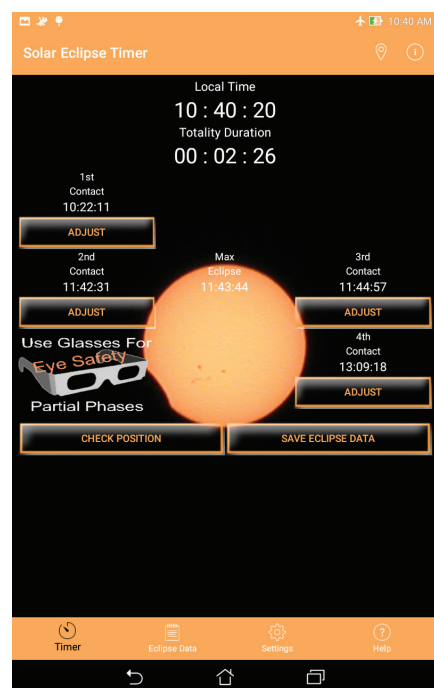 10:40 AM
Solar Eclipse Timer
Local Time
10 : 40 : 20
Totality Duration
00 : 02 : 26
1st
Contact
10:22:11
ADJUST
2nd
Contact
11:42:31
ADJUST
Max
Eclipse
11:43:44
3rd
Contact
11:44:57
ADJUST
Use Glasses For
Eye Safety
Partial Phases
4th
Contact
13:09:18
ADJUST
CHECK POSITION
SAVE ECLIPSE DATA
Timer
Eclipse Data
Settings
Help